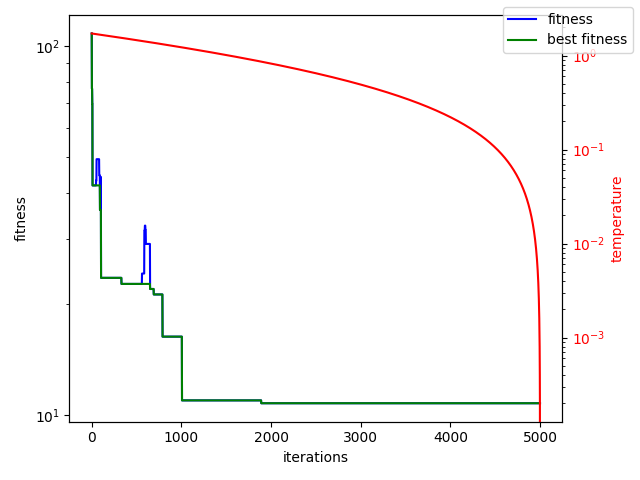 fitness
best fitness
10²
10¹
fitness
10⁰
10⁻¹
10⁻²
10⁻³
temperature
0 1000 2000 3000 4000 5000
iterations